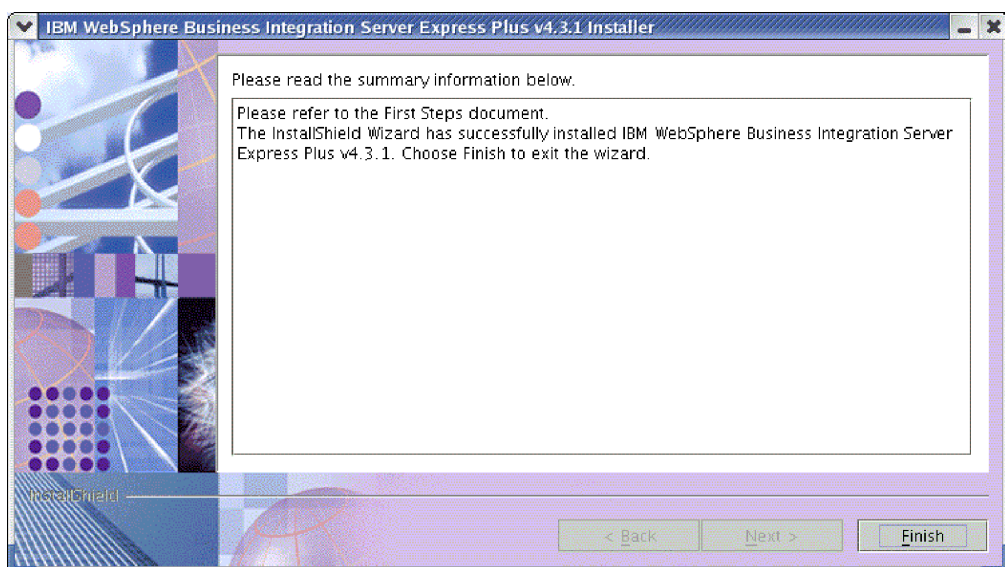 IBM WebSphere Business Integration Server Express Plus v4.3.1 Installer
Please read the summary information below.
Please refer to the First Steps document.
The InstallShield Wizard has successfully installed IBM WebSphere Business Integration Server
Express Plus v4.3.1. Choose Finish to exit the wizard.
InstallShield
< Back
Next >
Finish